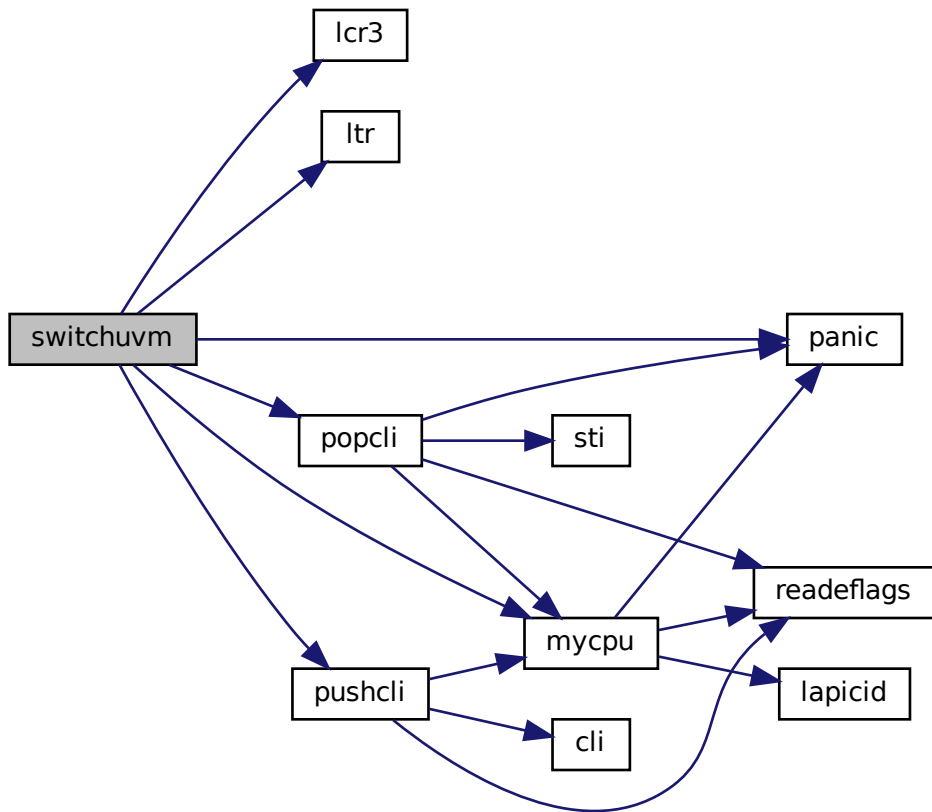 lcr3
ltr
switchuvm
panic
popcli
sti
readeflags
mycpu
pushcli
lapicid
cli